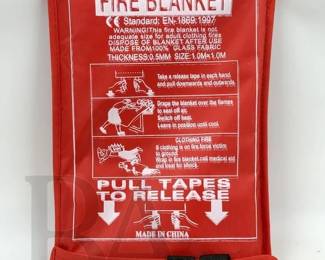 FIRE BLANKET
CE Standard: EN-1869:1997
WARNING!This fire blanket is not
adequate size for adult clothing fires
DISPOSE OF BLANKET AFTER USE
MADE FROM100% GLASS FABRIC
THICKNESS:0.5MM SIZE:1.0M×1.0M
Take a release tape in each hand
and pull downwards and outwards.
Drape the blanket over the flames
to seal off air.
Switch off heat.
Leave in position until cool.
CLOTHING FIRE
If clothing is on fire force victim
to ground.
Wrap in fire blanket.call medical aid
and treat for shock.
PULL TAPES
TO RELEASE
MADE IN CHINA